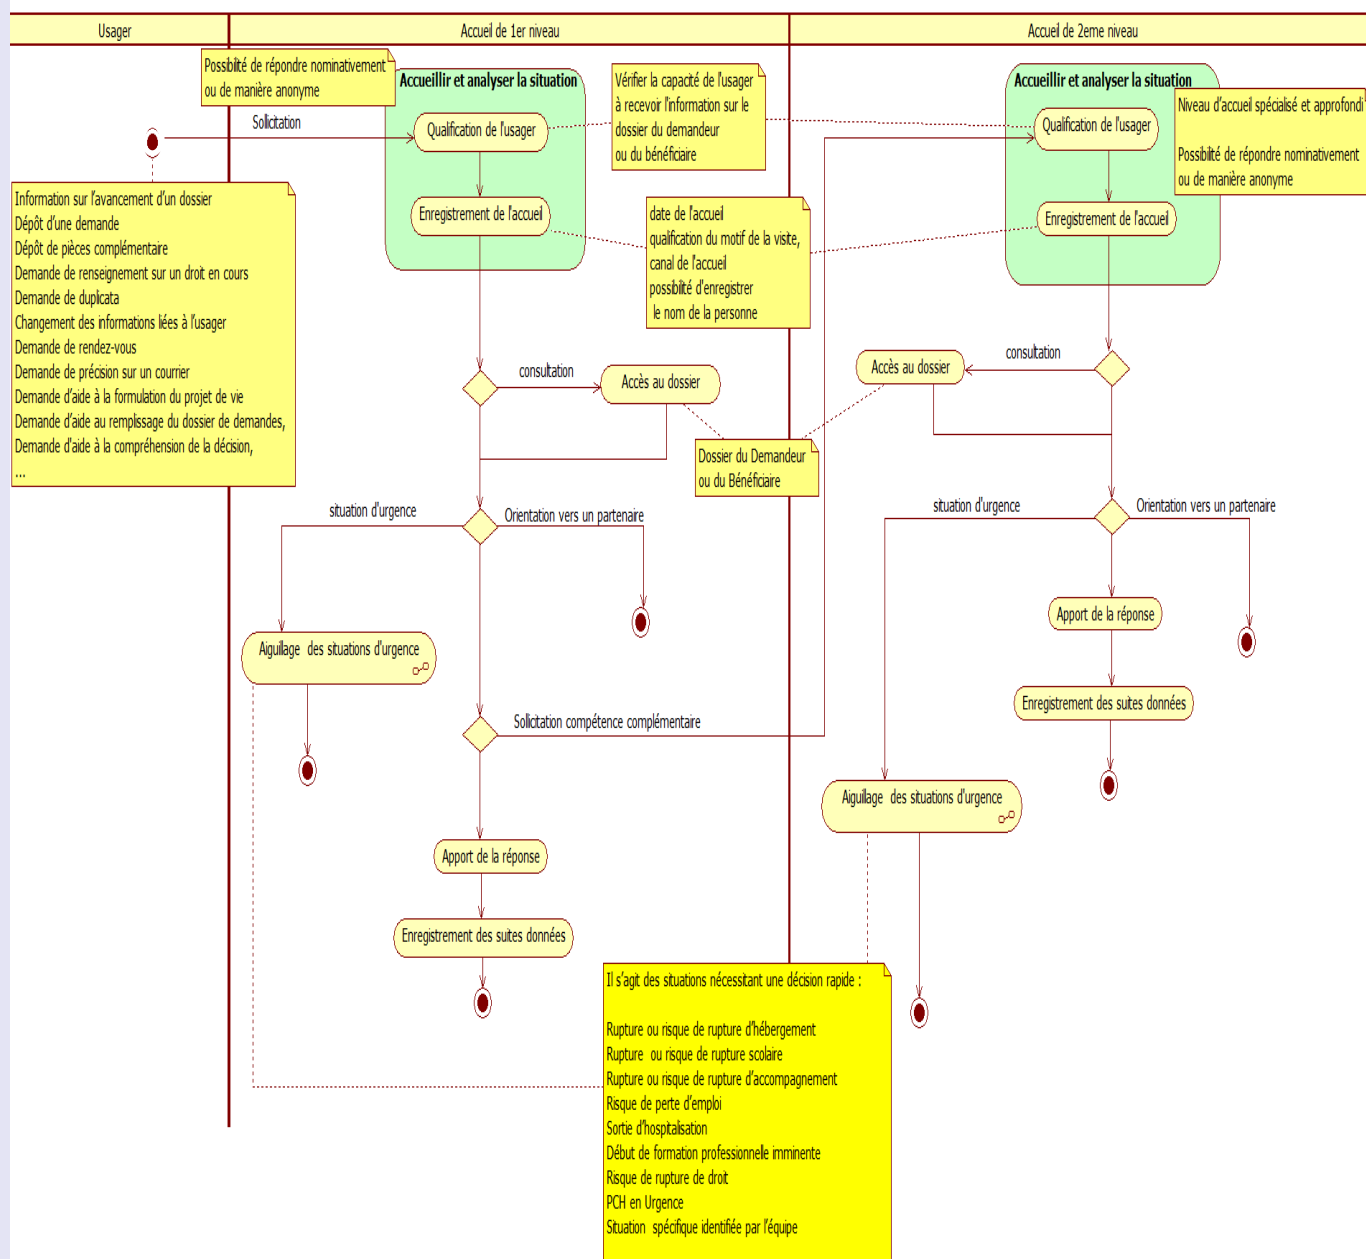 Usager
Accueil de 1er niveau
Accueil de 2eme niveau
Possibilité de répondre nominativement
ou de manière anonyme
Accueillir et analyser la situation
Vérifier la capacité de l'usager
à recevoir l'information sur le
dossier du demandeur
ou du bénéficiaire
Accueillir et analyser la situation
Niveau d'accueil spécialisé et approfondi
Possibilité de répondre nominativement
ou de manière anonyme
Sollicitation
Qualification de l'usager
Qualification de l'usager
Information sur l'avancement d'un dossier
Dépôt d'une demande
Dépôt de pièces complémentaire
Demande de renseignement sur un droit en cours
Demande de duplicata
Changement des informations liées à l'usager
Demande de rendez-vous
Demande de précision sur un courrier
Demande d'aide à la formulation du projet de vie
Demande d'aide au remplissage du dossier de demandes,
Demande d'aide à la compréhension de la décision,
...
Enregistrement de l'accueil
date de l'accueil
qualification du motif de la visite,
canal de l'accueil
possibilité d'enregistrer
le nom de la personne
Enregistrement de l'accueil
consultation
Accès au dossier
Accès au dossier
consultation
Dossier du Demandeur
ou du Bénéficiaire
situation d'urgence
Orientation vers un partenaire
situation d'urgence
Orientation vers un partenaire
Aiguillage des situations d'urgence
Apport de la réponse
Enregistrement des suites données
Solicitation compétence complémentaire
Aiguillage des situations d'urgence
Apport de la réponse
Enregistrement des suites données
Il s'agit des situations nécessitant une décision rapide :
Rupture ou risque de rupture d'hébergement
Rupture ou risque de rupture scolaire
Rupture ou risque de rupture d'accompagnement
Risque de perte d'emploi
Sortie d'hospitalisation
Début de formation professionnelle imminente
Risque de rupture de droit
PCH en Urgence
Situation spécifique identifiée par l'équipe